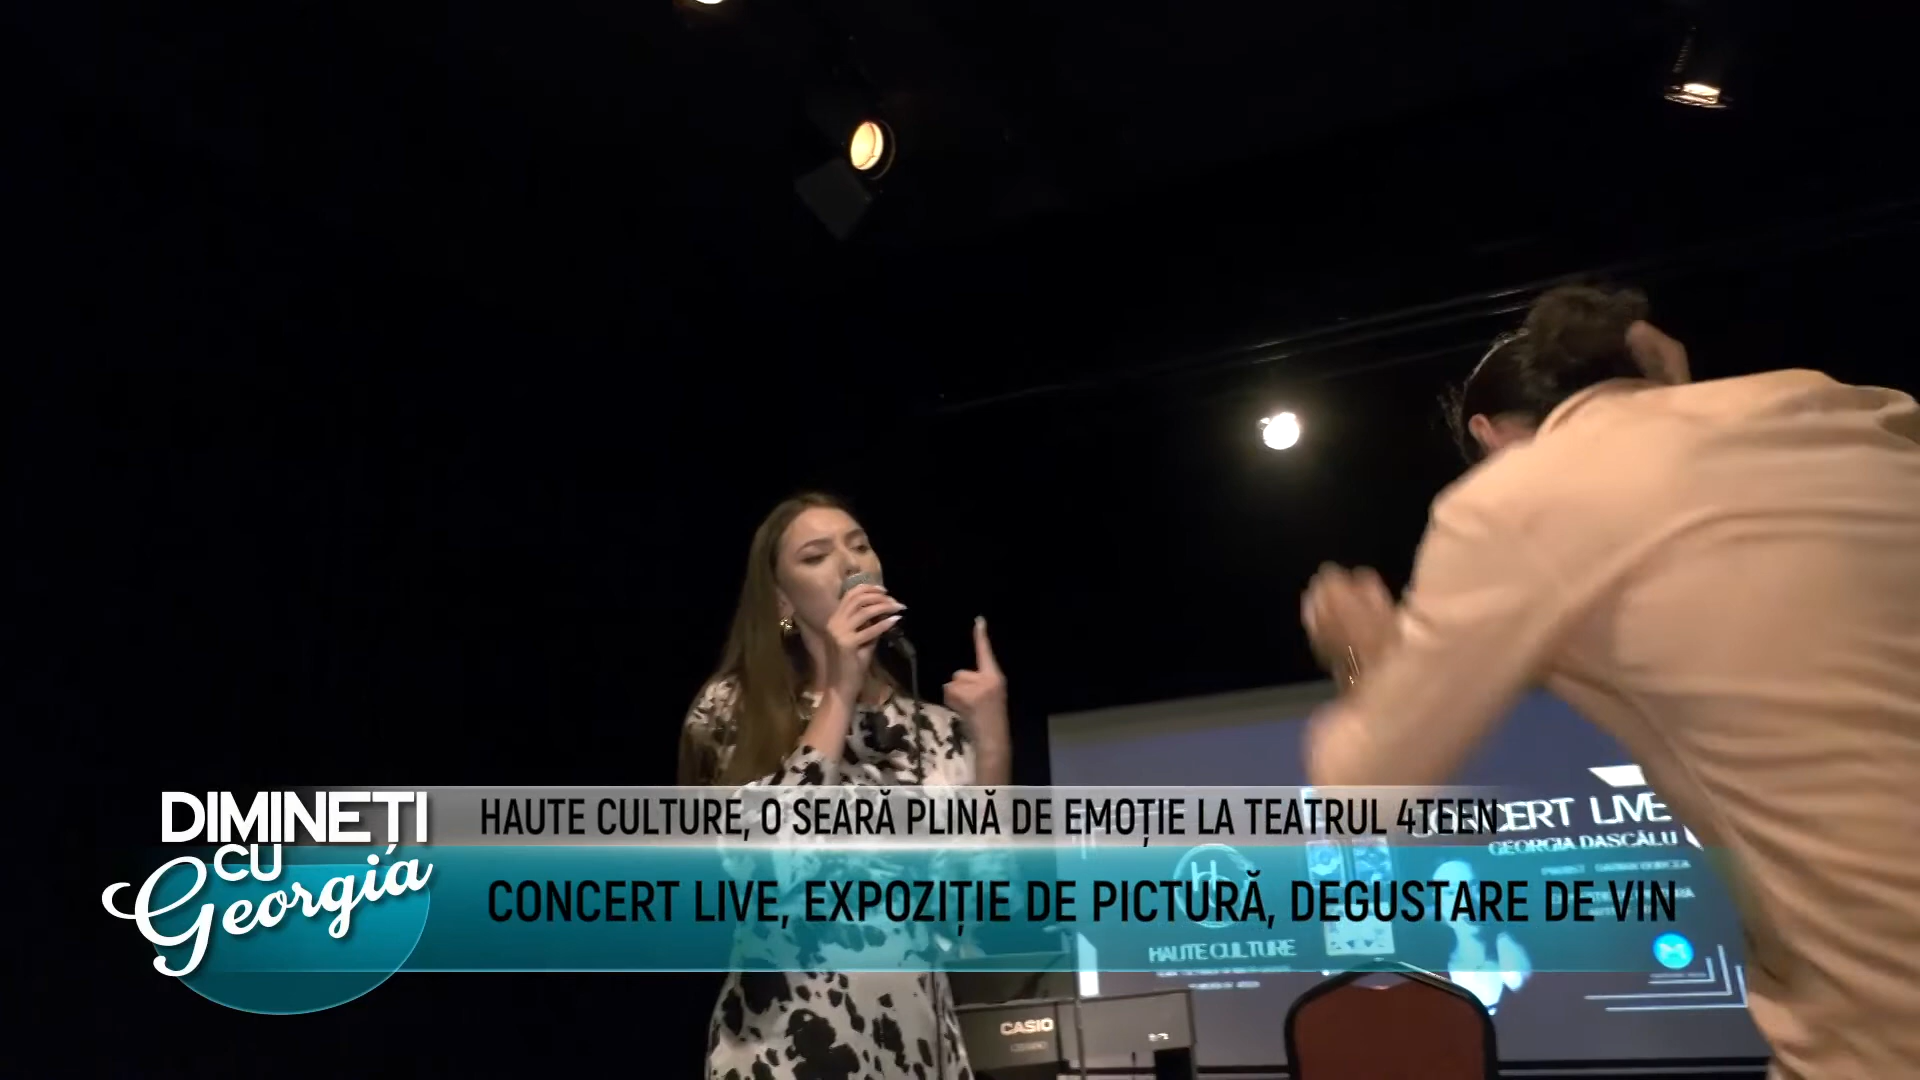 CONCERT LIVE
GEORGIA DASCĂLU
DIMINEȚI
CU
Georgia
HAUTE CULTURE, O SEARĂ PLINĂ DE EMOȚIE LA TEATRUL 4TEEN
CONCERT LIVE, EXPOZIȚIE DE PICTURĂ, DEGUSTARE DE VIN
HAUTE CULTURE
CASIO